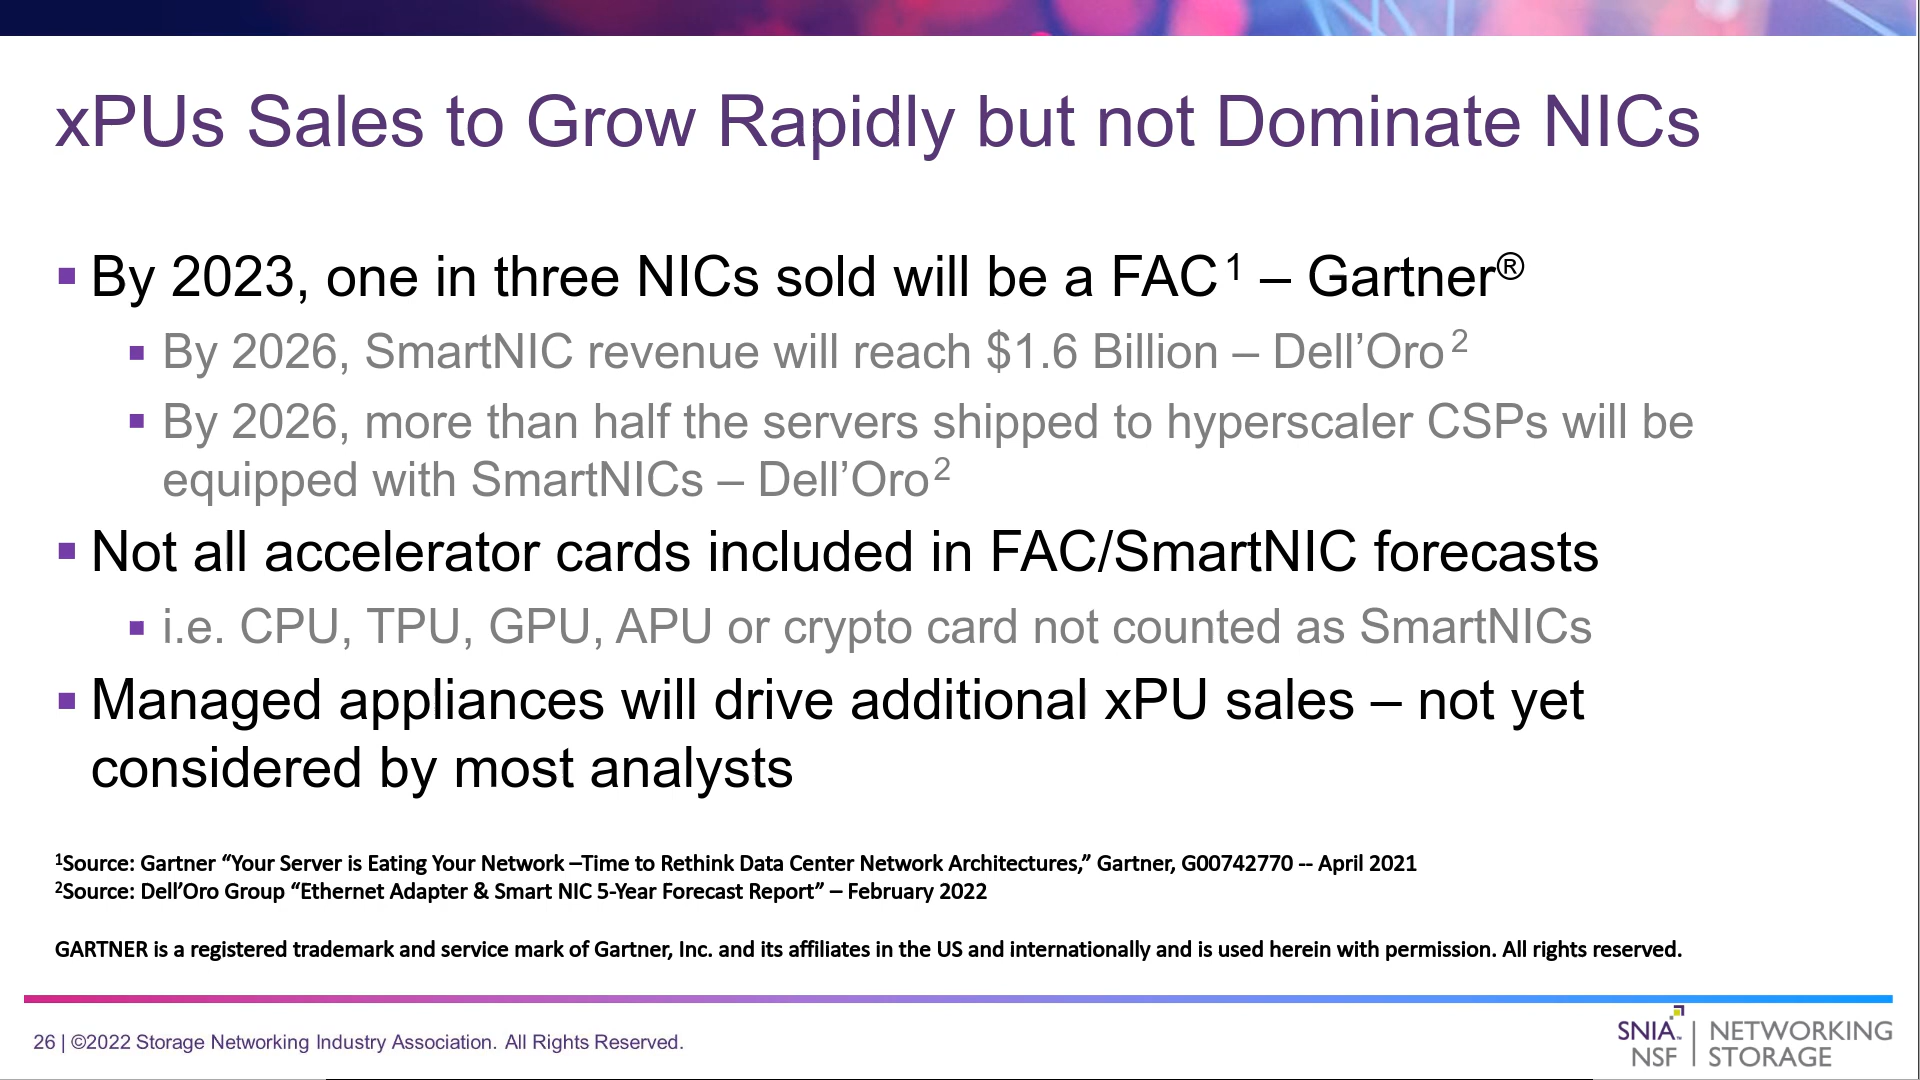 xPUs Sales to Grow Rapidly but not Dominate NICs
▪ By 2023, one in three NICs sold will be a FAC¹ – Gartner®
▪ By 2026, SmartNIC revenue will reach $1.6 Billion – Dell’Oro²
▪ By 2026, more than half the servers shipped to hyperscaler CSPs will be
equipped with SmartNICs – Dell’Oro²
▪ Not all accelerator cards included in FAC/SmartNIC forecasts
▪ i.e. CPU, TPU, GPU, APU or crypto card not counted as SmartNICs
▪ Managed appliances will drive additional xPU sales – not yet
considered by most analysts
¹Source: Gartner “Your Server is Eating Your Network –Time to Rethink Data Center Network Architectures,” Gartner, G00742770 -- April 2021
²Source: Dell’Oro Group “Ethernet Adapter & Smart NIC 5-Year Forecast Report” – February 2022
GARTNER is a registered trademark and service mark of Gartner, Inc. and its affiliates in the US and internationally and is used herein with permission. All rights reserved.
26 | ©2022 Storage Networking Industry Association. All Rights Reserved.
SNIA™ | NETWORKING
NSF | STORAGE